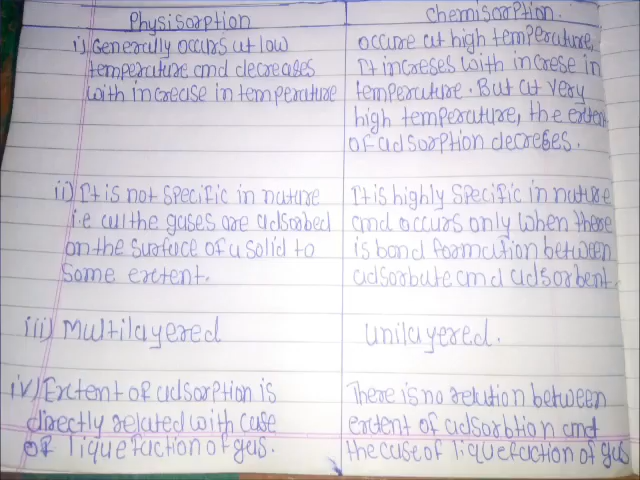 Physisorption
Chemisorption.
i) Generally occurs at low
temperature and decreases
with increase in temperature
occure at high temperature,
It increses with increse in
temperature. But at very
high temperature, the extent
of adsorption decreses.
ii) It is not specific in nature
i.e all the gases are adsorbed
on the surface of a solid to
some extent.
It is highly specific in nature
and occurs only when there
is bond formation between
adsorbate and adsorbent.
iii) Multilayered
unilayered.
iv) Extent of adsorption is
directly related with case
of liquefaction of gas.
There is no relation between
extent of adsorbtion and
the case of liquefaction of gas